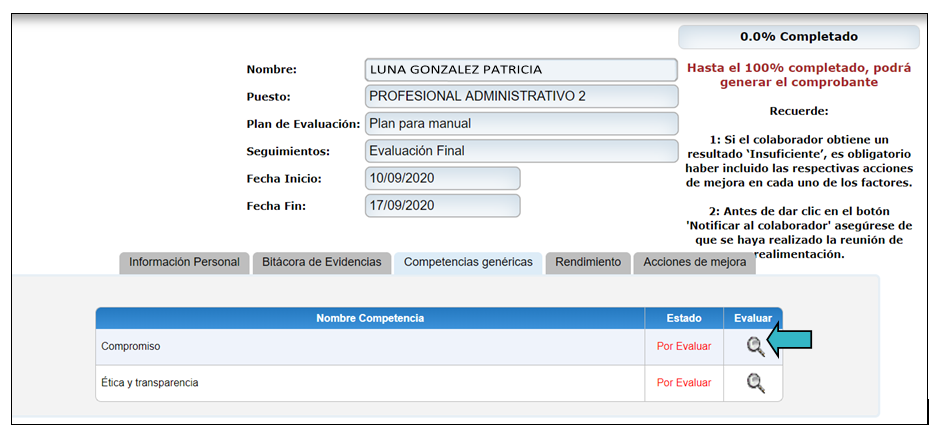 0.0% Completado
Hasta el 100% completado, podrá
generar el comprobante
Recuerde:
1: Si el colaborador obtiene un
resultado ‘Insuficiente’, es obligatorio
haber incluido las respectivas acciones
de mejora en cada uno de los factores.
2: Antes de dar clic en el botón
'Notificar al colaborador' asegúrese de
que se haya realizado la reunión de
realimentación.
Nombre: LUNA GONZALEZ PATRICIA
Puesto: PROFESIONAL ADMINISTRATIVO 2
Plan de Evaluación: Plan para manual
Seguimientos: Evaluación Final
Fecha Inicio: 10/09/2020
Fecha Fin: 17/09/2020
Información Personal Bitácora de Evidencias Competencias genéricas Rendimiento Acciones de mejora
Nombre Competencia Estado Evaluar
Compromiso Por Evaluar
Ética y transparencia Por Evaluar